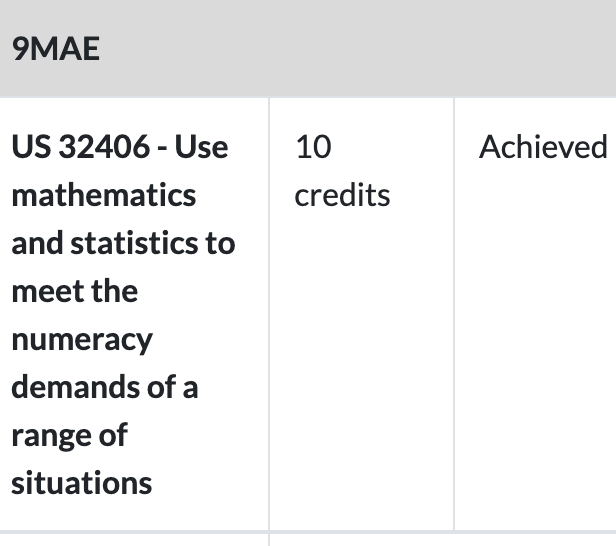 9MAE
US 32406 - Use
mathematics
and statistics to
meet the
numeracy
demands of a
range of
situations
10
credits
Achieved